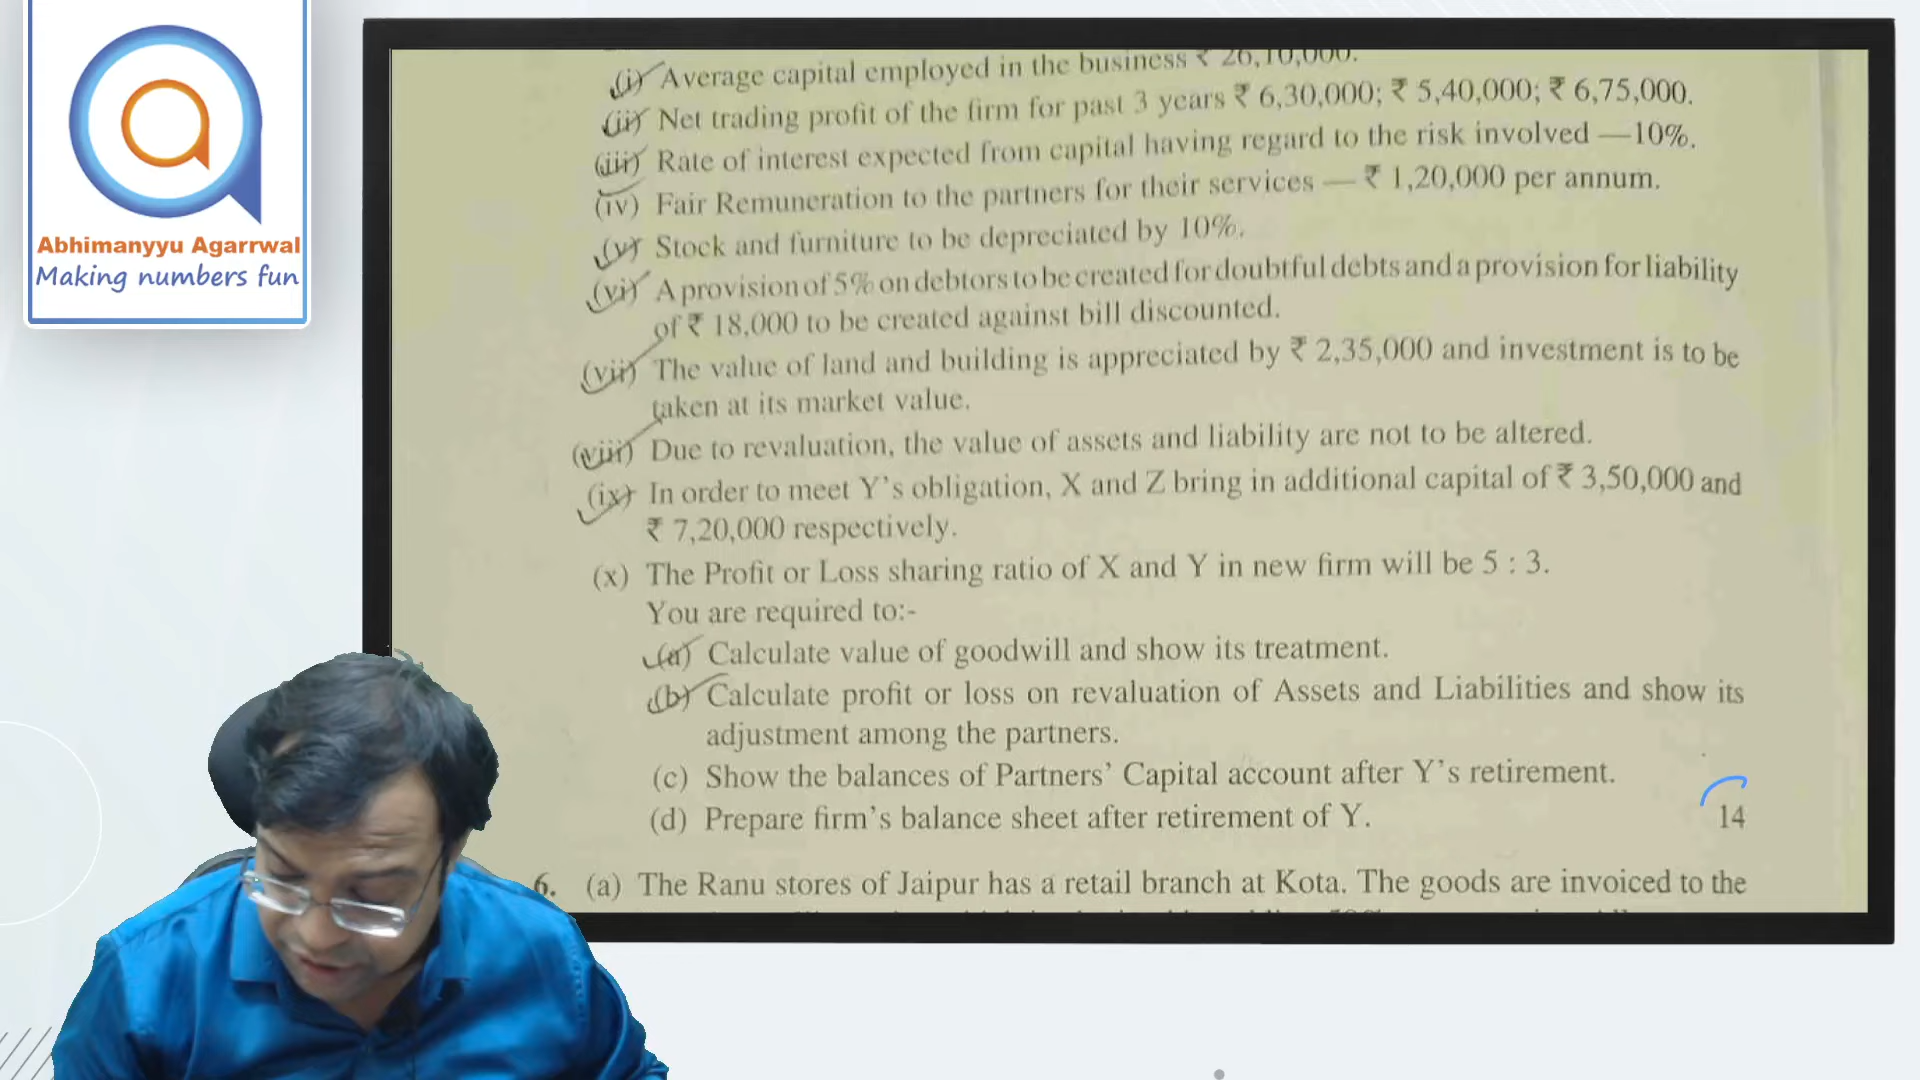 Abhimanyyu Agarrwal
Making numbers fun
(i) Average capital employed in the business ₹ 26,10,000.
(ii) Net trading profit of the firm for past 3 years ₹ 6,30,000; ₹ 5,40,000; ₹ 6,75,000.
(iii) Rate of interest expected from capital having regard to the risk involved —10%.
(iv) Fair Remuneration to the partners for their services — ₹ 1,20,000 per annum.
(v) Stock and furniture to be depreciated by 10%.
(vi) A provision of 5% on debtors to be created for doubtful debts and a provision for liability
of ₹ 18,000 to be created against bill discounted.
(vii) The value of land and building is appreciated by ₹ 2,35,000 and investment is to be
taken at its market value.
(viii) Due to revaluation, the value of assets and liability are not to be altered.
(ix) In order to meet Y's obligation, X and Z bring in additional capital of ₹ 3,50,000 and
₹ 7,20,000 respectively.
(x) The Profit or Loss sharing ratio of X and Y in new firm will be 5 : 3.
You are required to:-
(a) Calculate value of goodwill and show its treatment.
(b) Calculate profit or loss on revaluation of Assets and Liabilities and show its
adjustment among the partners.
(c) Show the balances of Partners' Capital account after Y's retirement.
(d) Prepare firm's balance sheet after retirement of Y. 14
6. (a) The Ranu stores of Jaipur has a retail branch at Kota. The goods are invoiced to the